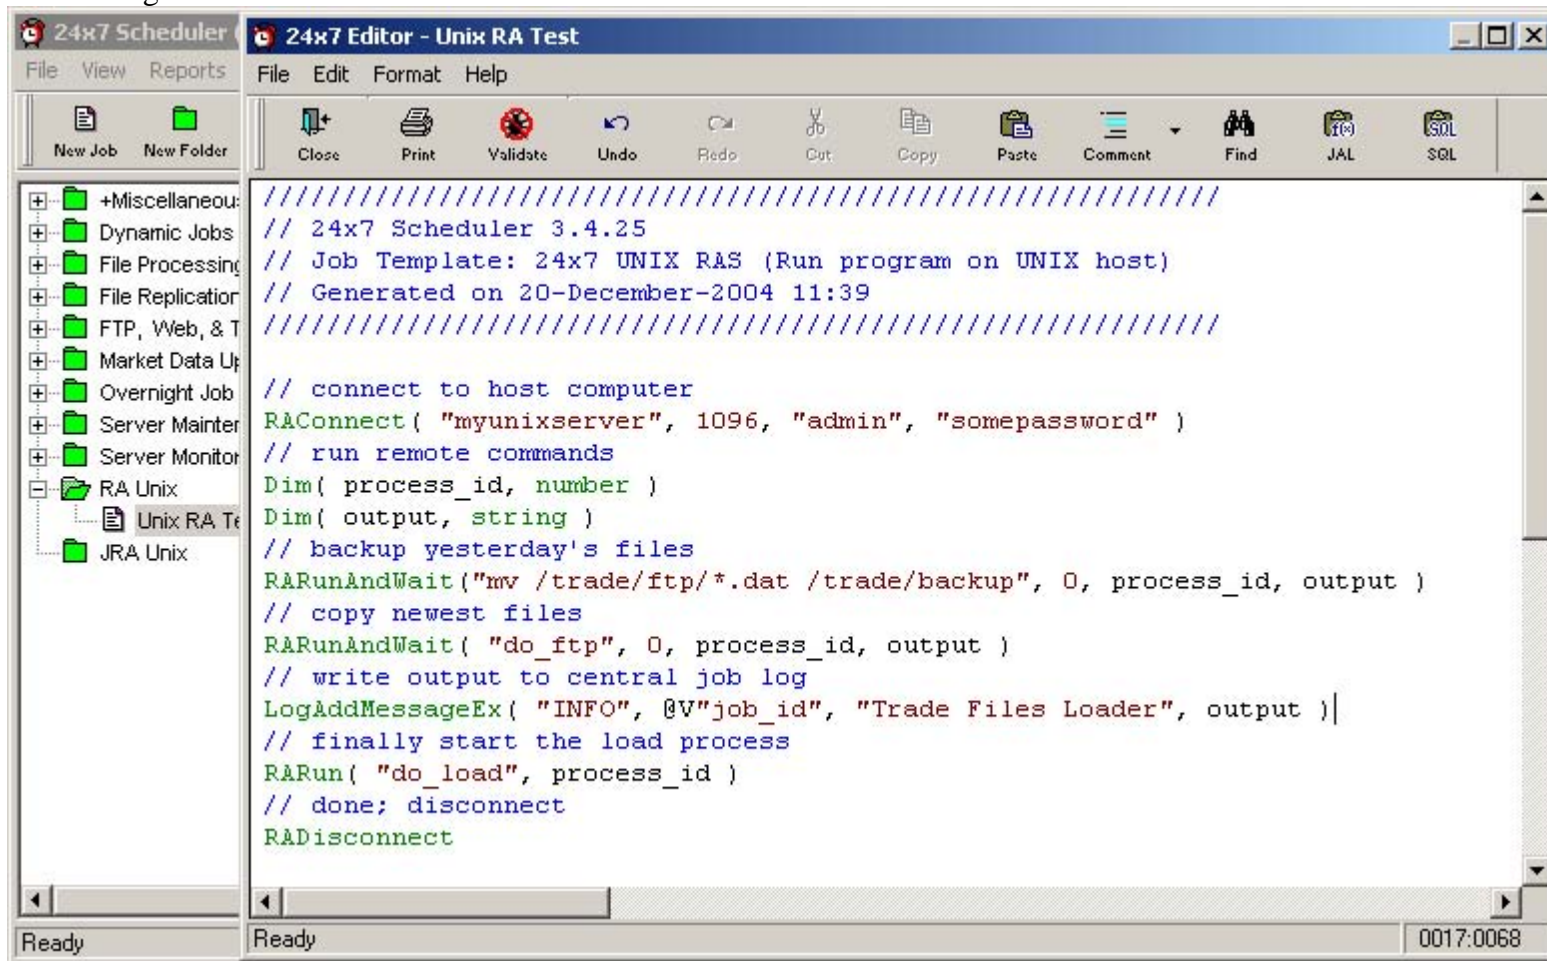 24x7 Scheduler (
File View Reports
New Job New Folder
+Miscellaneou
Dynamic Jobs
File Processing
File Replication
FTP, Web, & T
Market Data Up
Overnight Job
Server Mainter
Server Monitor
RA Unix
Unix RA Te
JRA Unix
Ready
24x7 Editor - Unix RA Test
File Edit Format Help
Close Print Validate Undo Redo Cut Copy Paste Comment Find JAL SQL
////////////////////////////////////////////////////////////
// 24x7 Scheduler 3.4.25
// Job Template: 24x7 UNIX RAS (Run program on UNIX host)
// Generated on 20-December-2004 11:39
////////////////////////////////////////////////////////////
// connect to host computer
RAConnect( "myunixserver", 1096, "admin", "somepassword" )
// run remote commands
Dim( process_id, number )
Dim( output, string )
// backup yesterday's files
RARunAndWait("mv /trade/ftp/*.dat /trade/backup", 0, process_id, output )
// copy newest files
RARunAndWait( "do_ftp", 0, process_id, output )
// write output to central job log
LogAddMessageEx( "INFO", @V"job_id", "Trade Files Loader", output )
// finally start the load process
RARun( "do_load", process_id )
// done; disconnect
RADisconnect
Ready
0017:0068